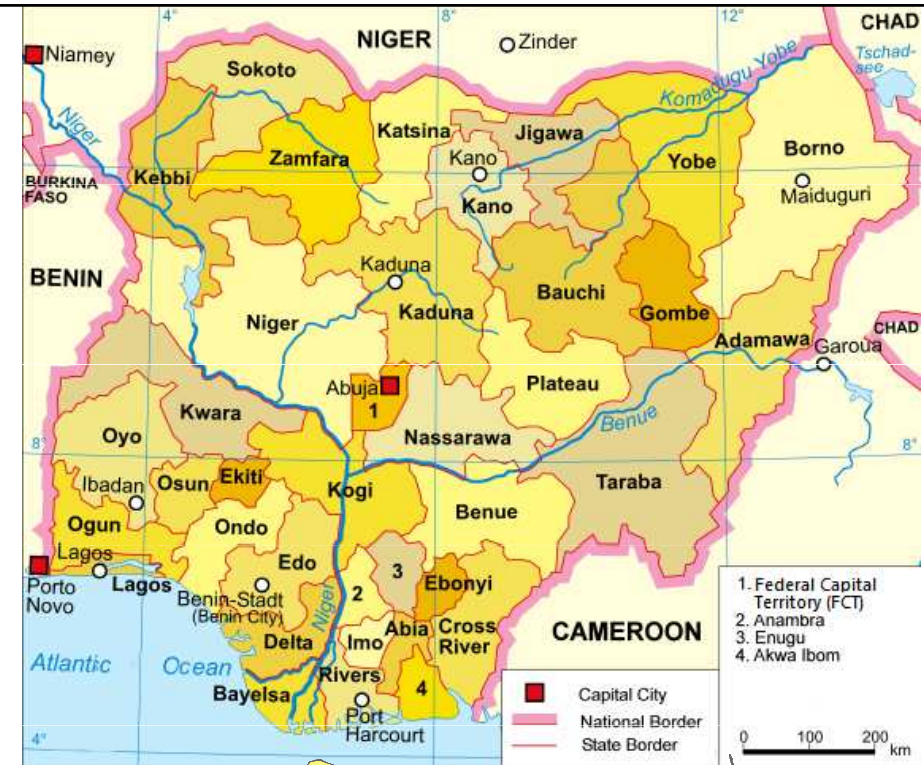 4°
8°
12°
CHAD
NIGER
Zinder
Niamey
Tschad-
see
Sokoto
Komadugu Yobe
Niger
Katsina
Jigawa
Kano
Zamfara
Yobe
Borno
BURKINA
FASO
Kebbi
Kano
Maiduguri
BENIN
Kaduna
Bauchi
Niger
Kaduna
Gombe
CHAD
Adamawa
Garoua
Abuja
1
Plateau
Kwara
Benue
Oyo
Nassarawa
8°
8°
Ibadan
Osun
Ekiti
Kogi
Taraba
Ogun
Ondo
Benue
Lagos
Edo
3
Ebonyi
Porto
Novo
Lagos
Benin-Stadt
(Benin City)
Niger
2
Delta
Imo
Abia
Cross
River
CAMEROON
Atlantic Ocean
Rivers
Bayelsa
4
Port
Harcourt
4°
1. Federal Capital
Territory (FCT)
2. Anambra
3. Enugu
4. Akwa Ibom
Capital City
National Border
State Border
0 100 200 km